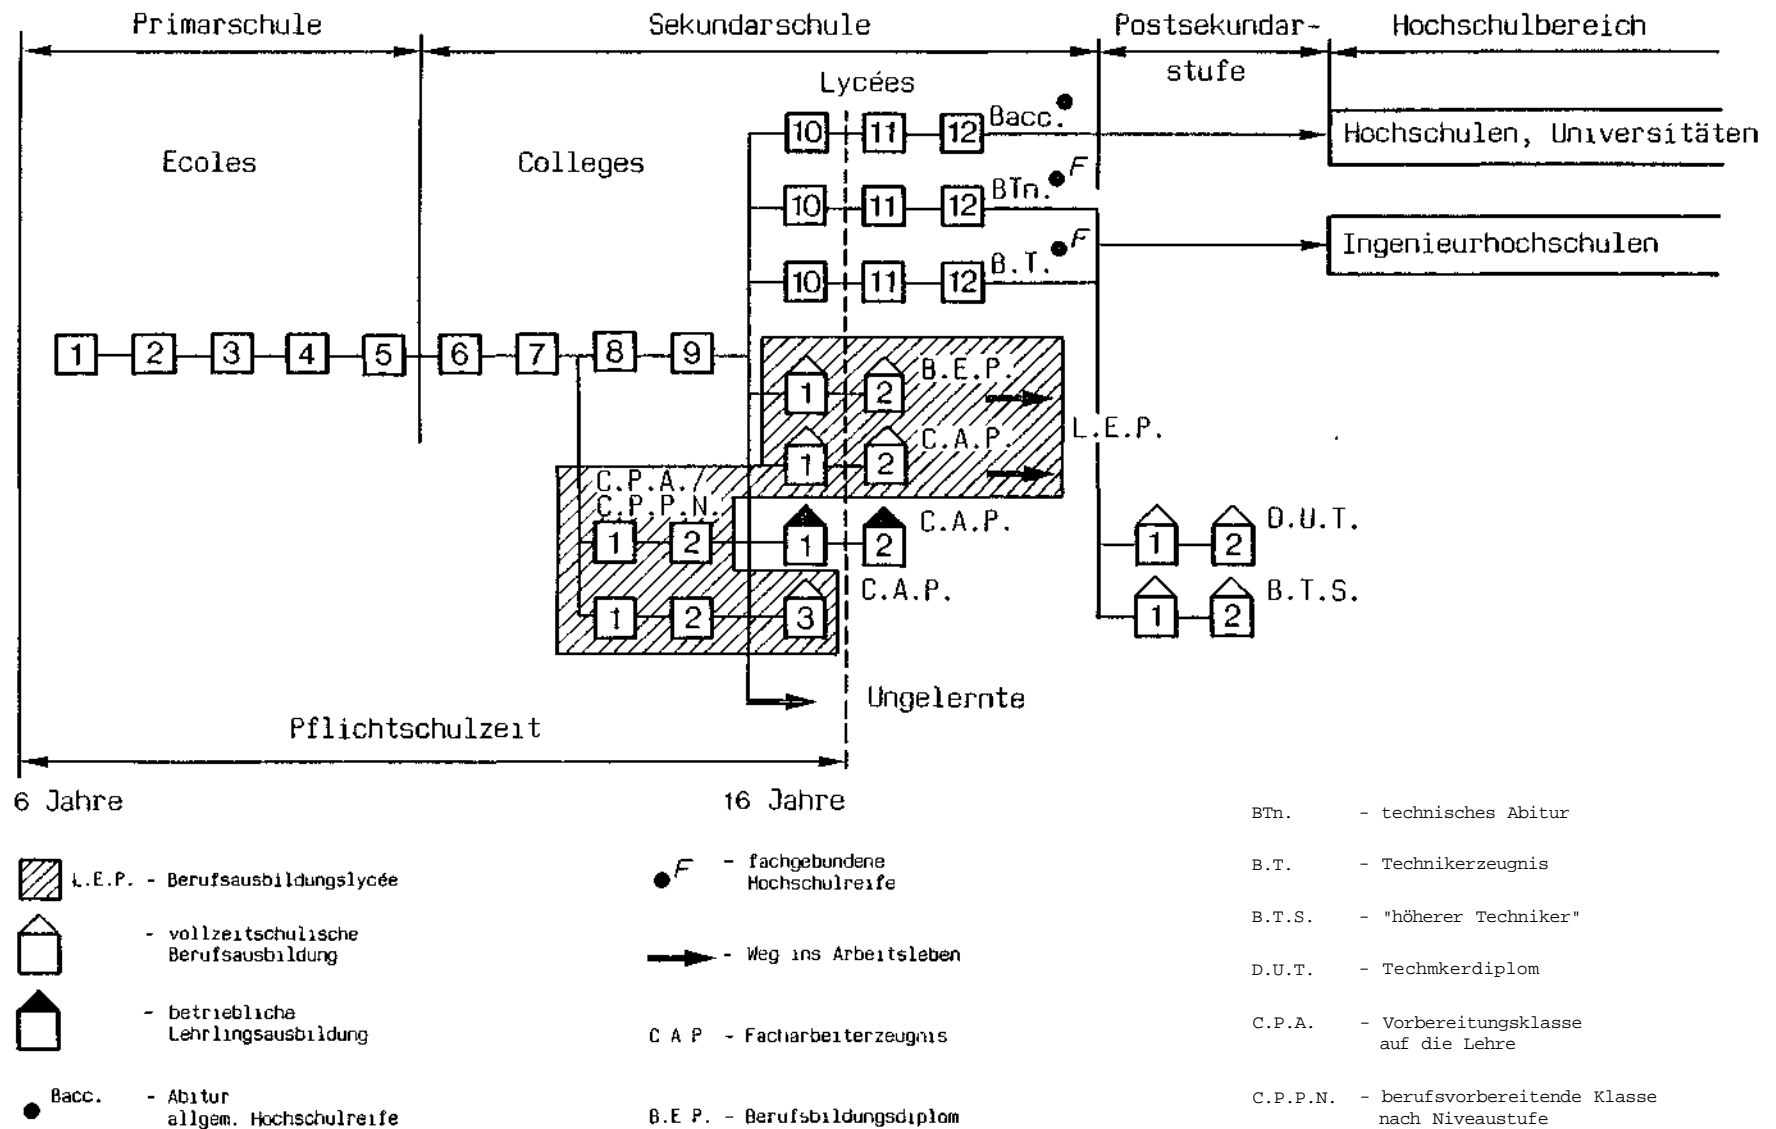 Primarschule Sekundarschule Postsekundar- Hochschulbereich
stufe
Lycées
10 11 12 Bacc. Hochschulen, Universitäten
Ecoles Colleges
10 11 12 BTn. F
10 11 12 B.T. F Ingenieurhochschulen
1 2 3 4 5 6 7 8 9
1 2 B.E.P.
L.E.P.
1 2 C.A.P.
C.P.A./
C.P.P.N.
1 2 1 2 C.A.P. 1 2 D.U.T.
C.A.P.
1 2 3 1 2 B.T.S.
Ungelernte
Pflichtschulzeit
6 Jahre 16 Jahre
L.E.P. - Berufsausbildungslycée
- vollzeitschulische
Berufsausbildung
- betriebliche
Lehrlingsausbildung
Bacc. - Abitur
allgem. Hochschulreife
F - fachgebundene
Hochschulreife
- Weg ins Arbeitsleben
C A P - Facharbeiterzeugnis
B.E P. - Berufsbildungsdiplom
BTn. - technisches Abitur
B.T. - Technikerzeugnis
B.T.S. - "höherer Techniker"
D.U.T. - Techmkerdiplom
C.P.A. - Vorbereitungsklasse
auf die Lehre
C.P.P.N. - berufsvorbereitende Klasse
nach Niveaustufe